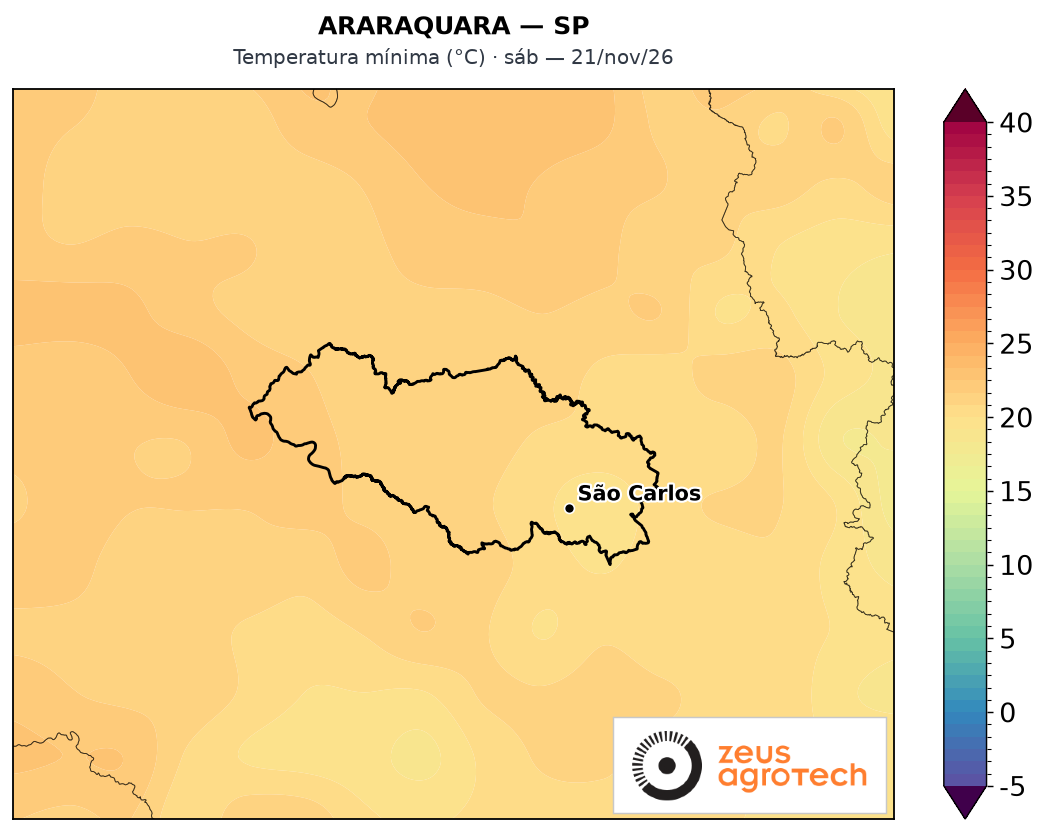 ARARAQUARA — SP
Temperatura mínima (°C) · sáb — 21/nov/26
São Carlos
40
35
30
25
20
15
10
5
0
-5
zeus
agrotech